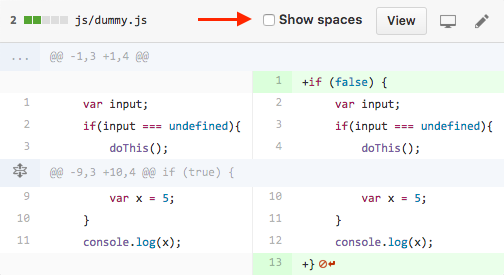 2 js/dummy.js Show spaces View
... @@ -1,3 +1,4 @@
1 +if (false) {
1 var input; 2 var input;
2 if(input === undefined){ 3 if(input === undefined){
3 doThis(); 4 doThis();
@@ -9,3 +10,4 @@ if (true) {
9 var x = 5; 10 var x = 5;
10 } 11 }
11 console.log(x); 12 console.log(x);
13 +}